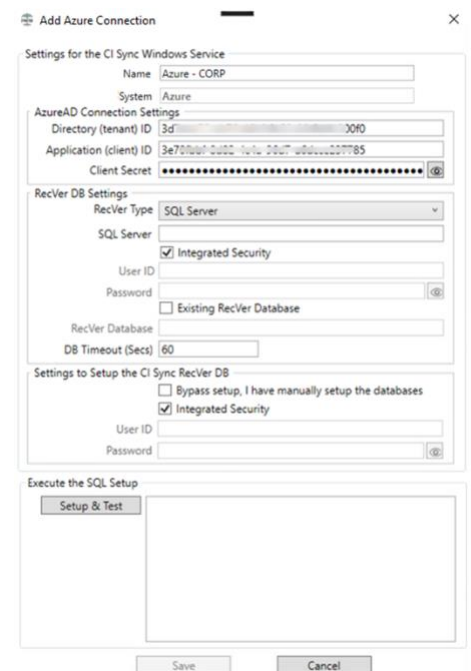 Add Azure Connection
Settings for the CI Sync Windows Service
Name Azure - CORP
System Azure
AzureAD Connection Settings
Directory (tenant) ID
Application (client) ID
Client Secret
RecVer DB Settings
RecVer Type SQL Server
SQL Server
Integrated Security
User ID
Password
Existing RecVer Database
RecVer Database
DB Timeout (Secs) 60
Settings to Setup the CI Sync RecVer DB
Bypass setup, I have manually setup the databases
Integrated Security
User ID
Password
Execute the SQL Setup
Setup & Test
Save Cancel